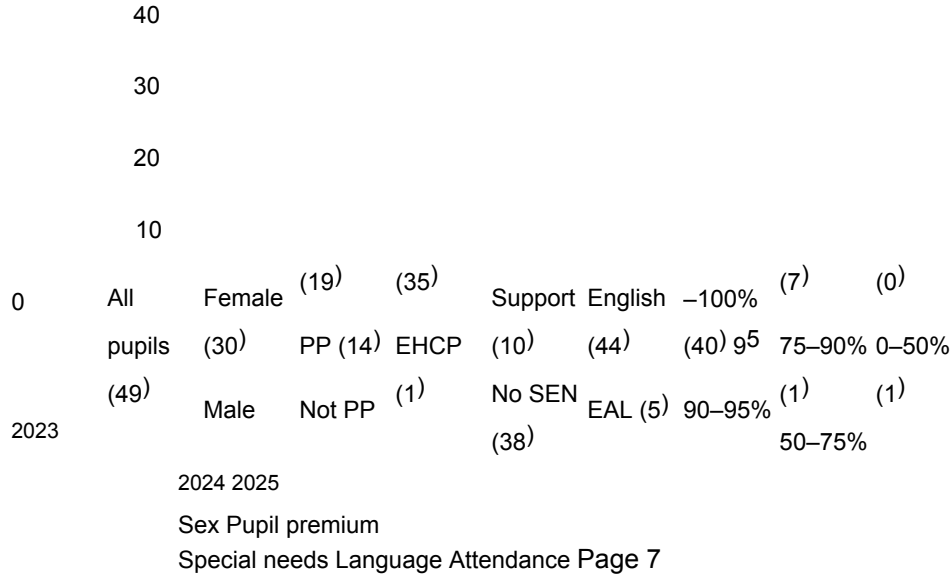 40
30
20
10
(19) (35) (7) (0)
0 All Female Support English –100%
pupils (30) PP (14) EHCP (10) (44) (40) 95 75–90% 0–50%
(49) (1) No SEN (1) (1)
Male Not PP EAL (5) 90–95%
2023 (38) 50–75%
2024 2025
Sex Pupil premium
Special needs Language Attendance Page 7